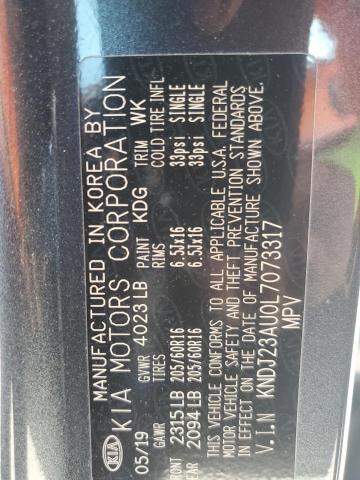 MANUFACTURED IN KOREA BY
KIA KIA MOTORS CORPORATION
05/19 GVWR 4023LB PAINT KDG TRIM WK
GAWR TIRES RIMS COLD TIRE INFL
FRONT 2315LB 205/60R16 6.5Jx16 33psi SINGLE
REAR 2094LB 205/60R16 6.5Jx16 33psi SINGLE
THIS VEHICLE CONFORMS TO ALL APPLICABLE U.S.A. FEDERAL
MOTOR VEHICLE SAFETY AND THEFT PREVENTION STANDARDS
IN EFFECT ON THE DATE OF MANUFACTURE SHOWN ABOVE.
V.I.N KNDJ23AU0L7073317
MPV